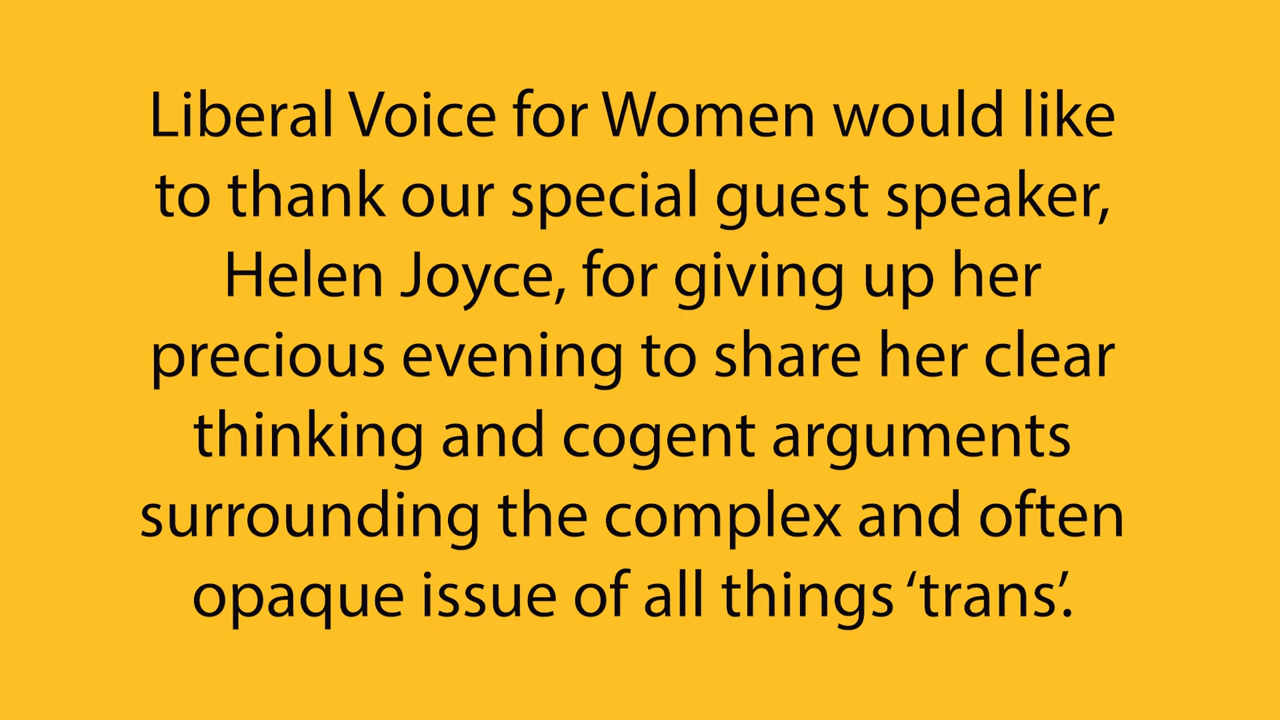 Liberal Voice for Women would like
to thank our special guest speaker,
Helen Joyce, for giving up her
precious evening to share her clear
thinking and cogent arguments
surrounding the complex and often
opaque issue of all things ‘trans’.